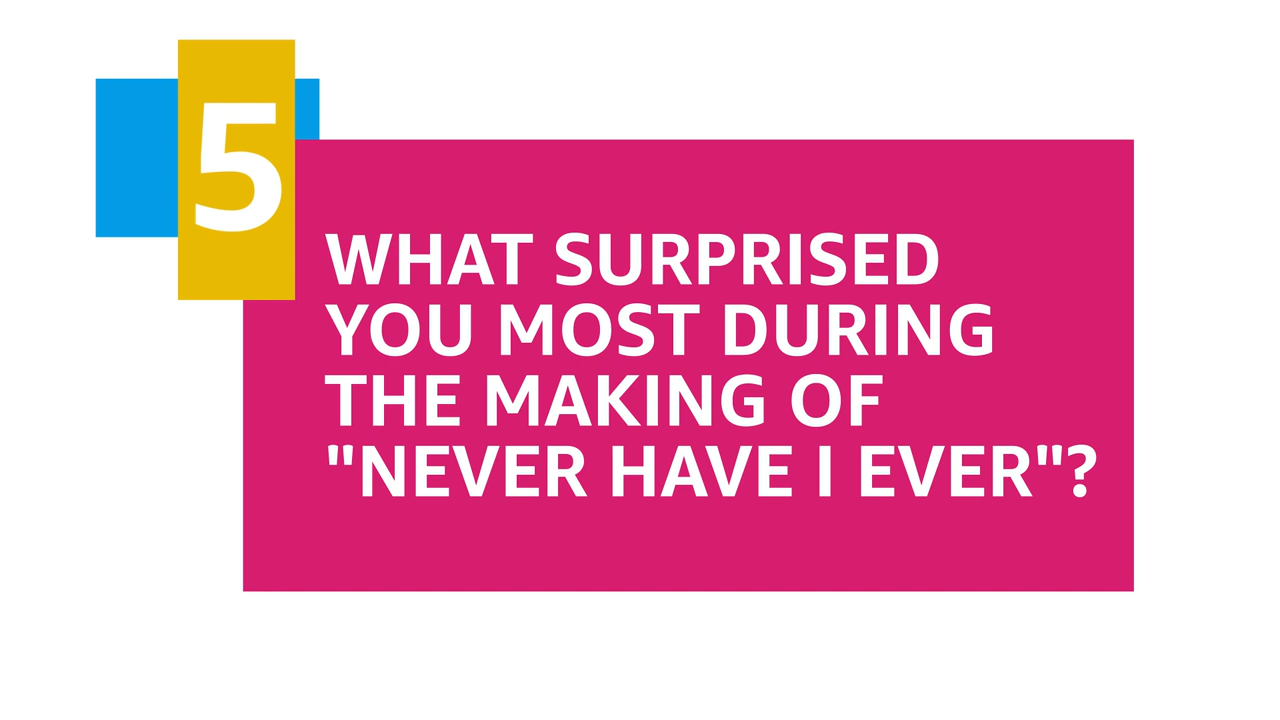 5
WHAT SURPRISED
YOU MOST DURING
THE MAKING OF
"NEVER HAVE I EVER"?